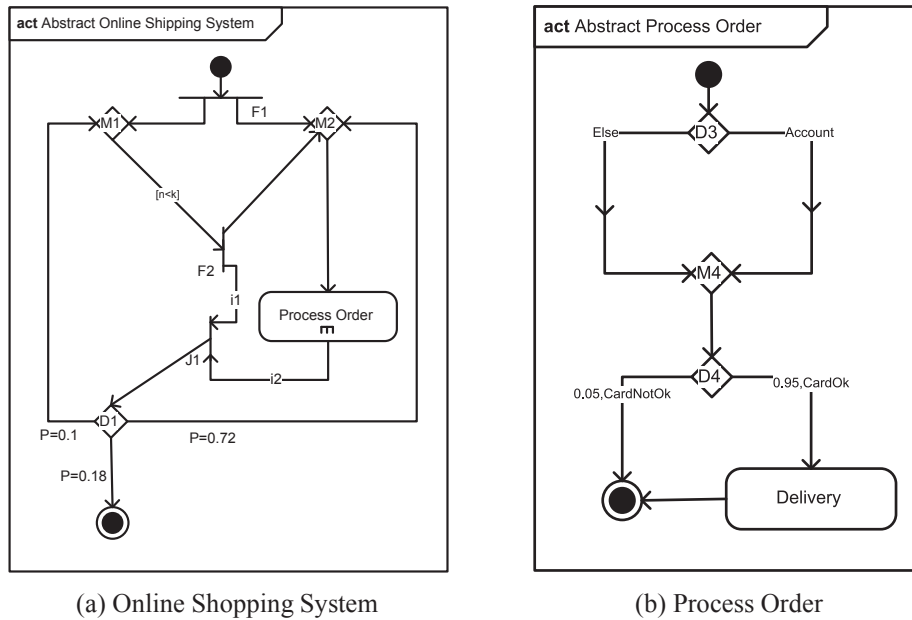 act Abstract Online Shopping System
F1
M1
M2
[n<k]
F2
i1
Process Order
J1
i2
D1
P=0.1
P=0.72
P=0.18
(a) Online Shopping System
act Abstract Process Order
D3
Else
Account
M4
D4
0.05,CardNotOk
0.95,CardOk
Delivery
(b) Process Order